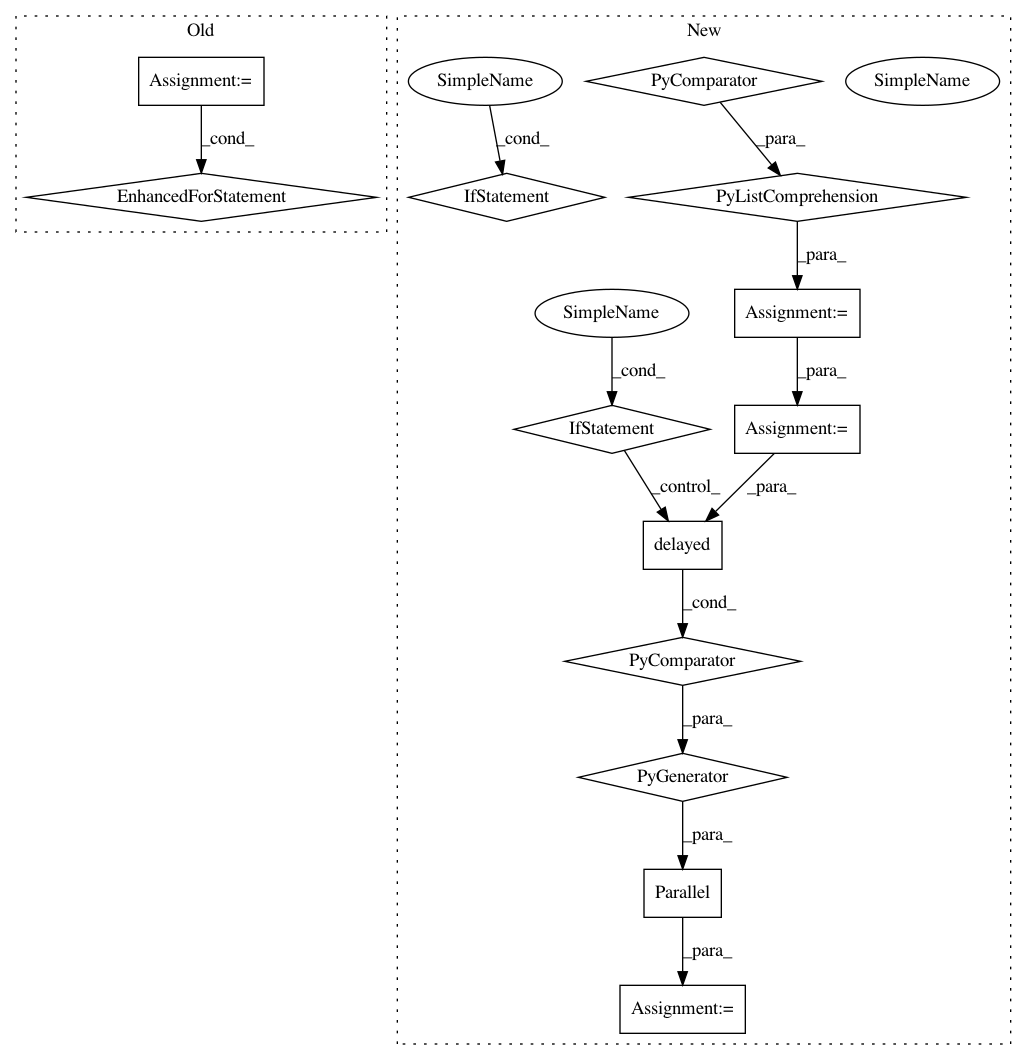 Old
New
Assignment:=
SimpleName
PyComparator
SimpleName
_cond_
_cond_
_para_
EnhancedForStatement
IfStatement
PyListComprehension
_para_
SimpleName
Assignment:=
_cond_
_para_
IfStatement
Assignment:=
_control_
_para_
delayed
_cond_
PyComparator
_para_
PyGenerator
_para_
Parallel
_para_
Assignment:=